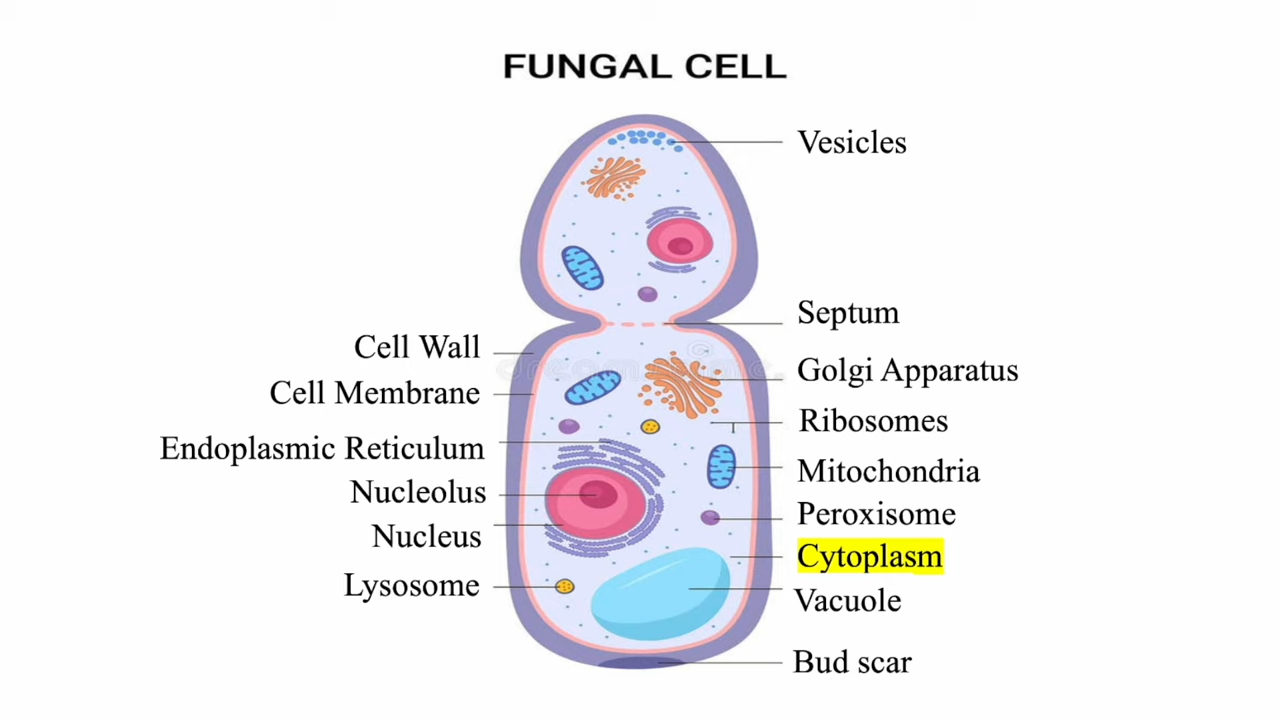 FUNGAL CELL
Vesicles
Septum
Cell Wall
Golgi Apparatus
Cell Membrane
Ribosomes
Endoplasmic Reticulum
Mitochondria
Nucleolus
Peroxisome
Nucleus
Cytoplasm
Lysosome
Vacuole
Bud scar